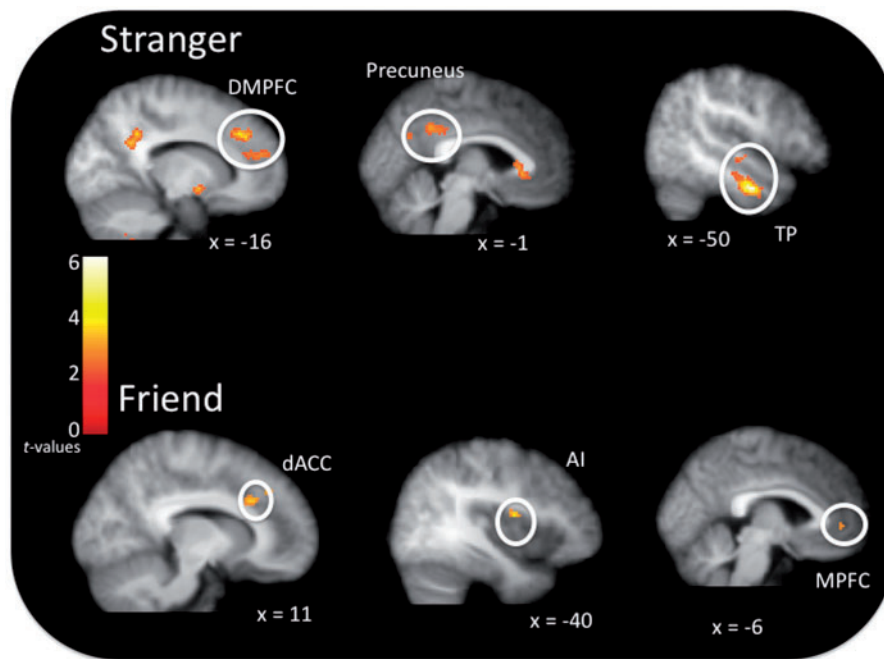 Stranger
DMPFC
Precuneus
x = -16
x = -1
x = -50
TP
6
4
2
0
t-values
Friend
dACC
AI
MPFC
x = 11
x = -40
x = -6